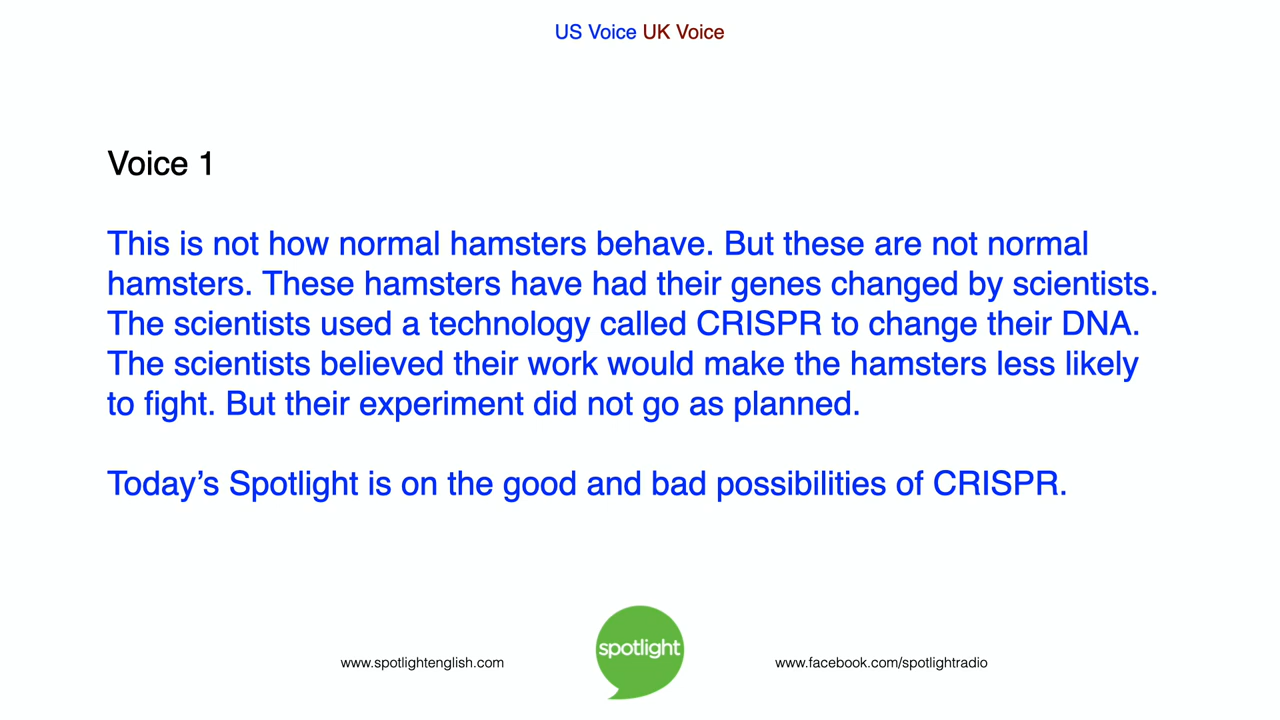 US Voice UK Voice
Voice 1
This is not how normal hamsters behave. But these are not normal
hamsters. These hamsters have had their genes changed by scientists.
The scientists used a technology called CRISPR to change their DNA.
The scientists believed their work would make the hamsters less likely
to fight. But their experiment did not go as planned.
Today’s Spotlight is on the good and bad possibilities of CRISPR.
www.spotlightenglish.com
spotlight
www.facebook.com/spotlightradio